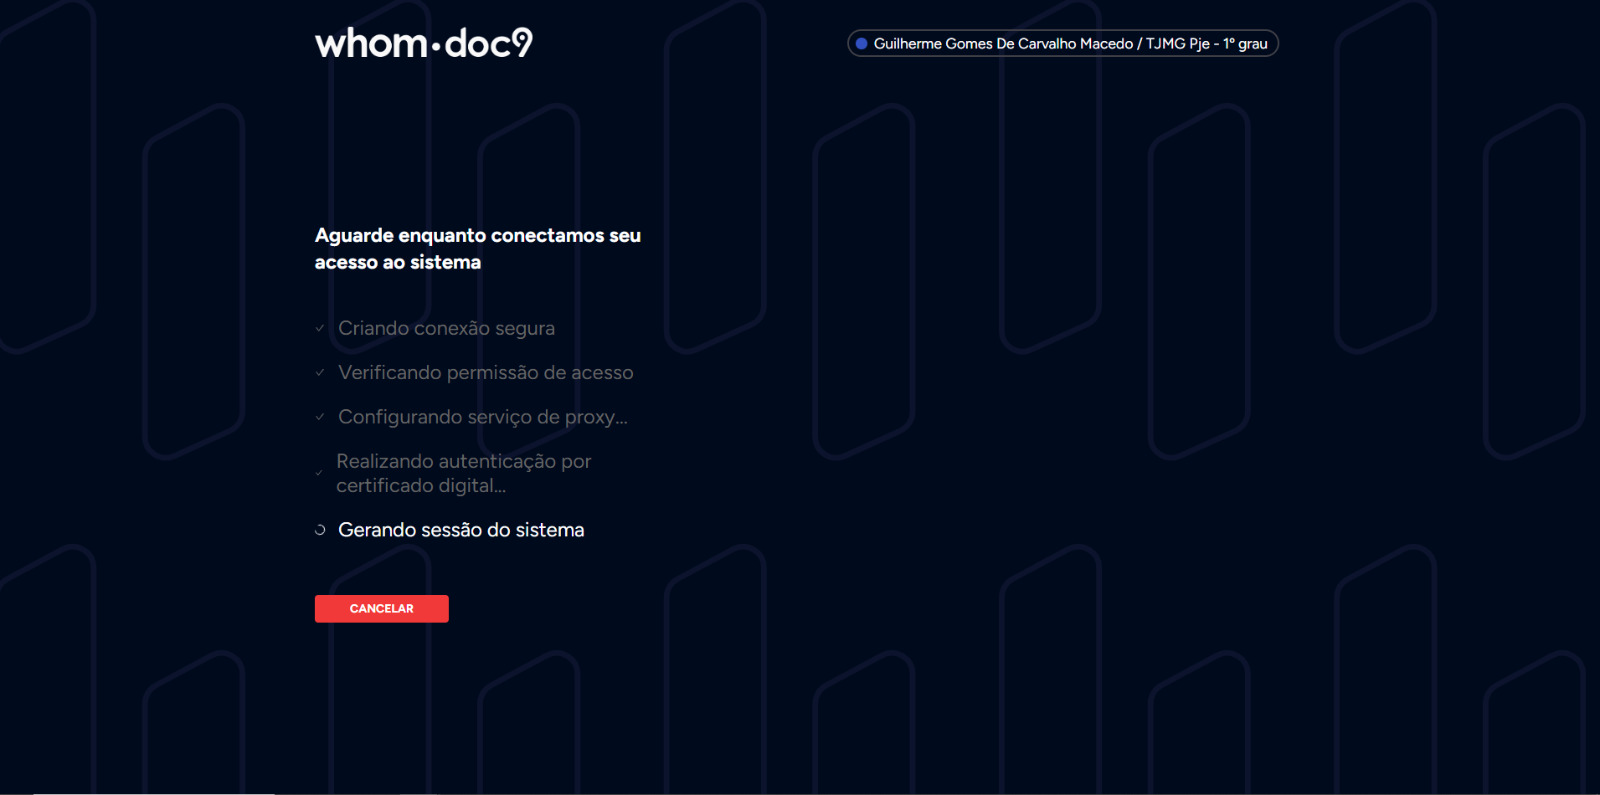 whom.doc9
Guilherme Gomes De Carvalho Macedo / TJMG Pje - 1º grau
Aguarde enquanto conectamos seu
acesso ao sistema
Criando conexão segura
Verificando permissão de acesso
Configurando serviço de proxy...
Realizando autenticação por
certificado digital...
Gerando sessão do sistema
CANCELAR